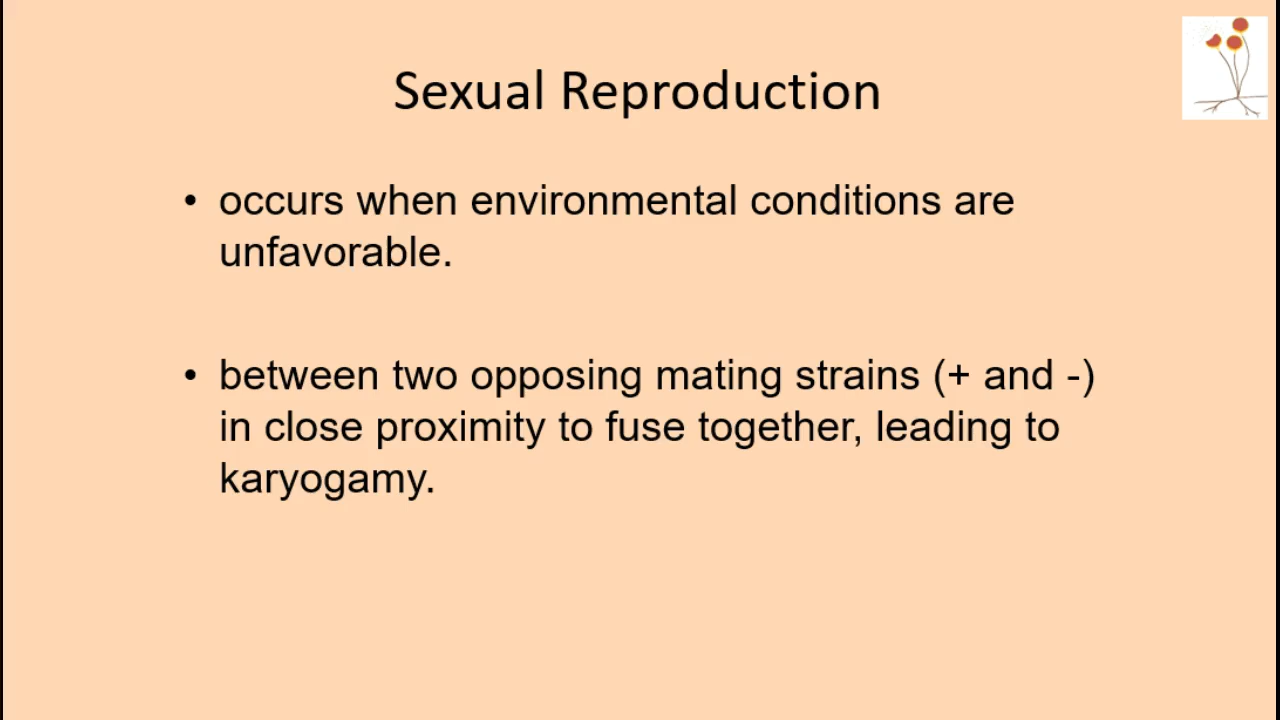 Sexual Reproduction
• occurs when environmental conditions are
unfavorable.
• between two opposing mating strains (+ and -)
in close proximity to fuse together, leading to
karyogamy.